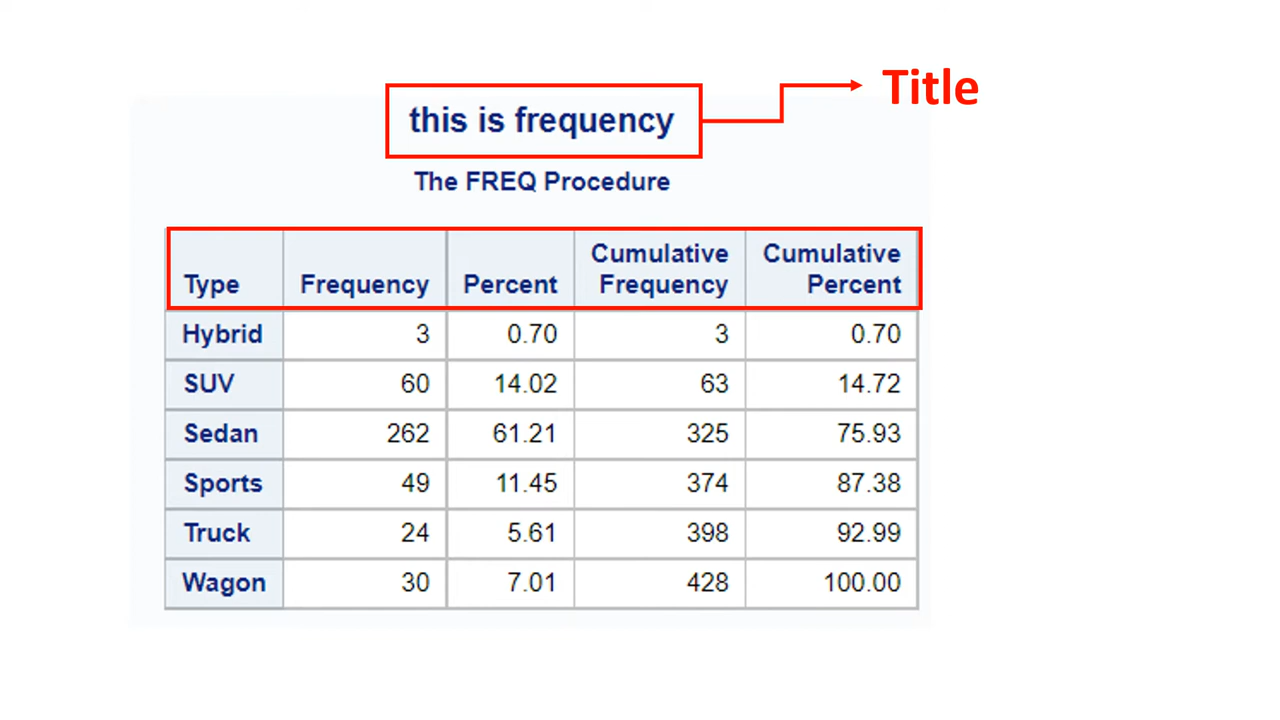 Title
this is frequency
The FREQ Procedure
Type Frequency Percent Cumulative Frequency Cumulative Percent
Hybrid 3 0.70 3 0.70
SUV 60 14.02 63 14.72
Sedan 262 61.21 325 75.93
Sports 49 11.45 374 87.38
Truck 24 5.61 398 92.99
Wagon 30 7.01 428 100.00